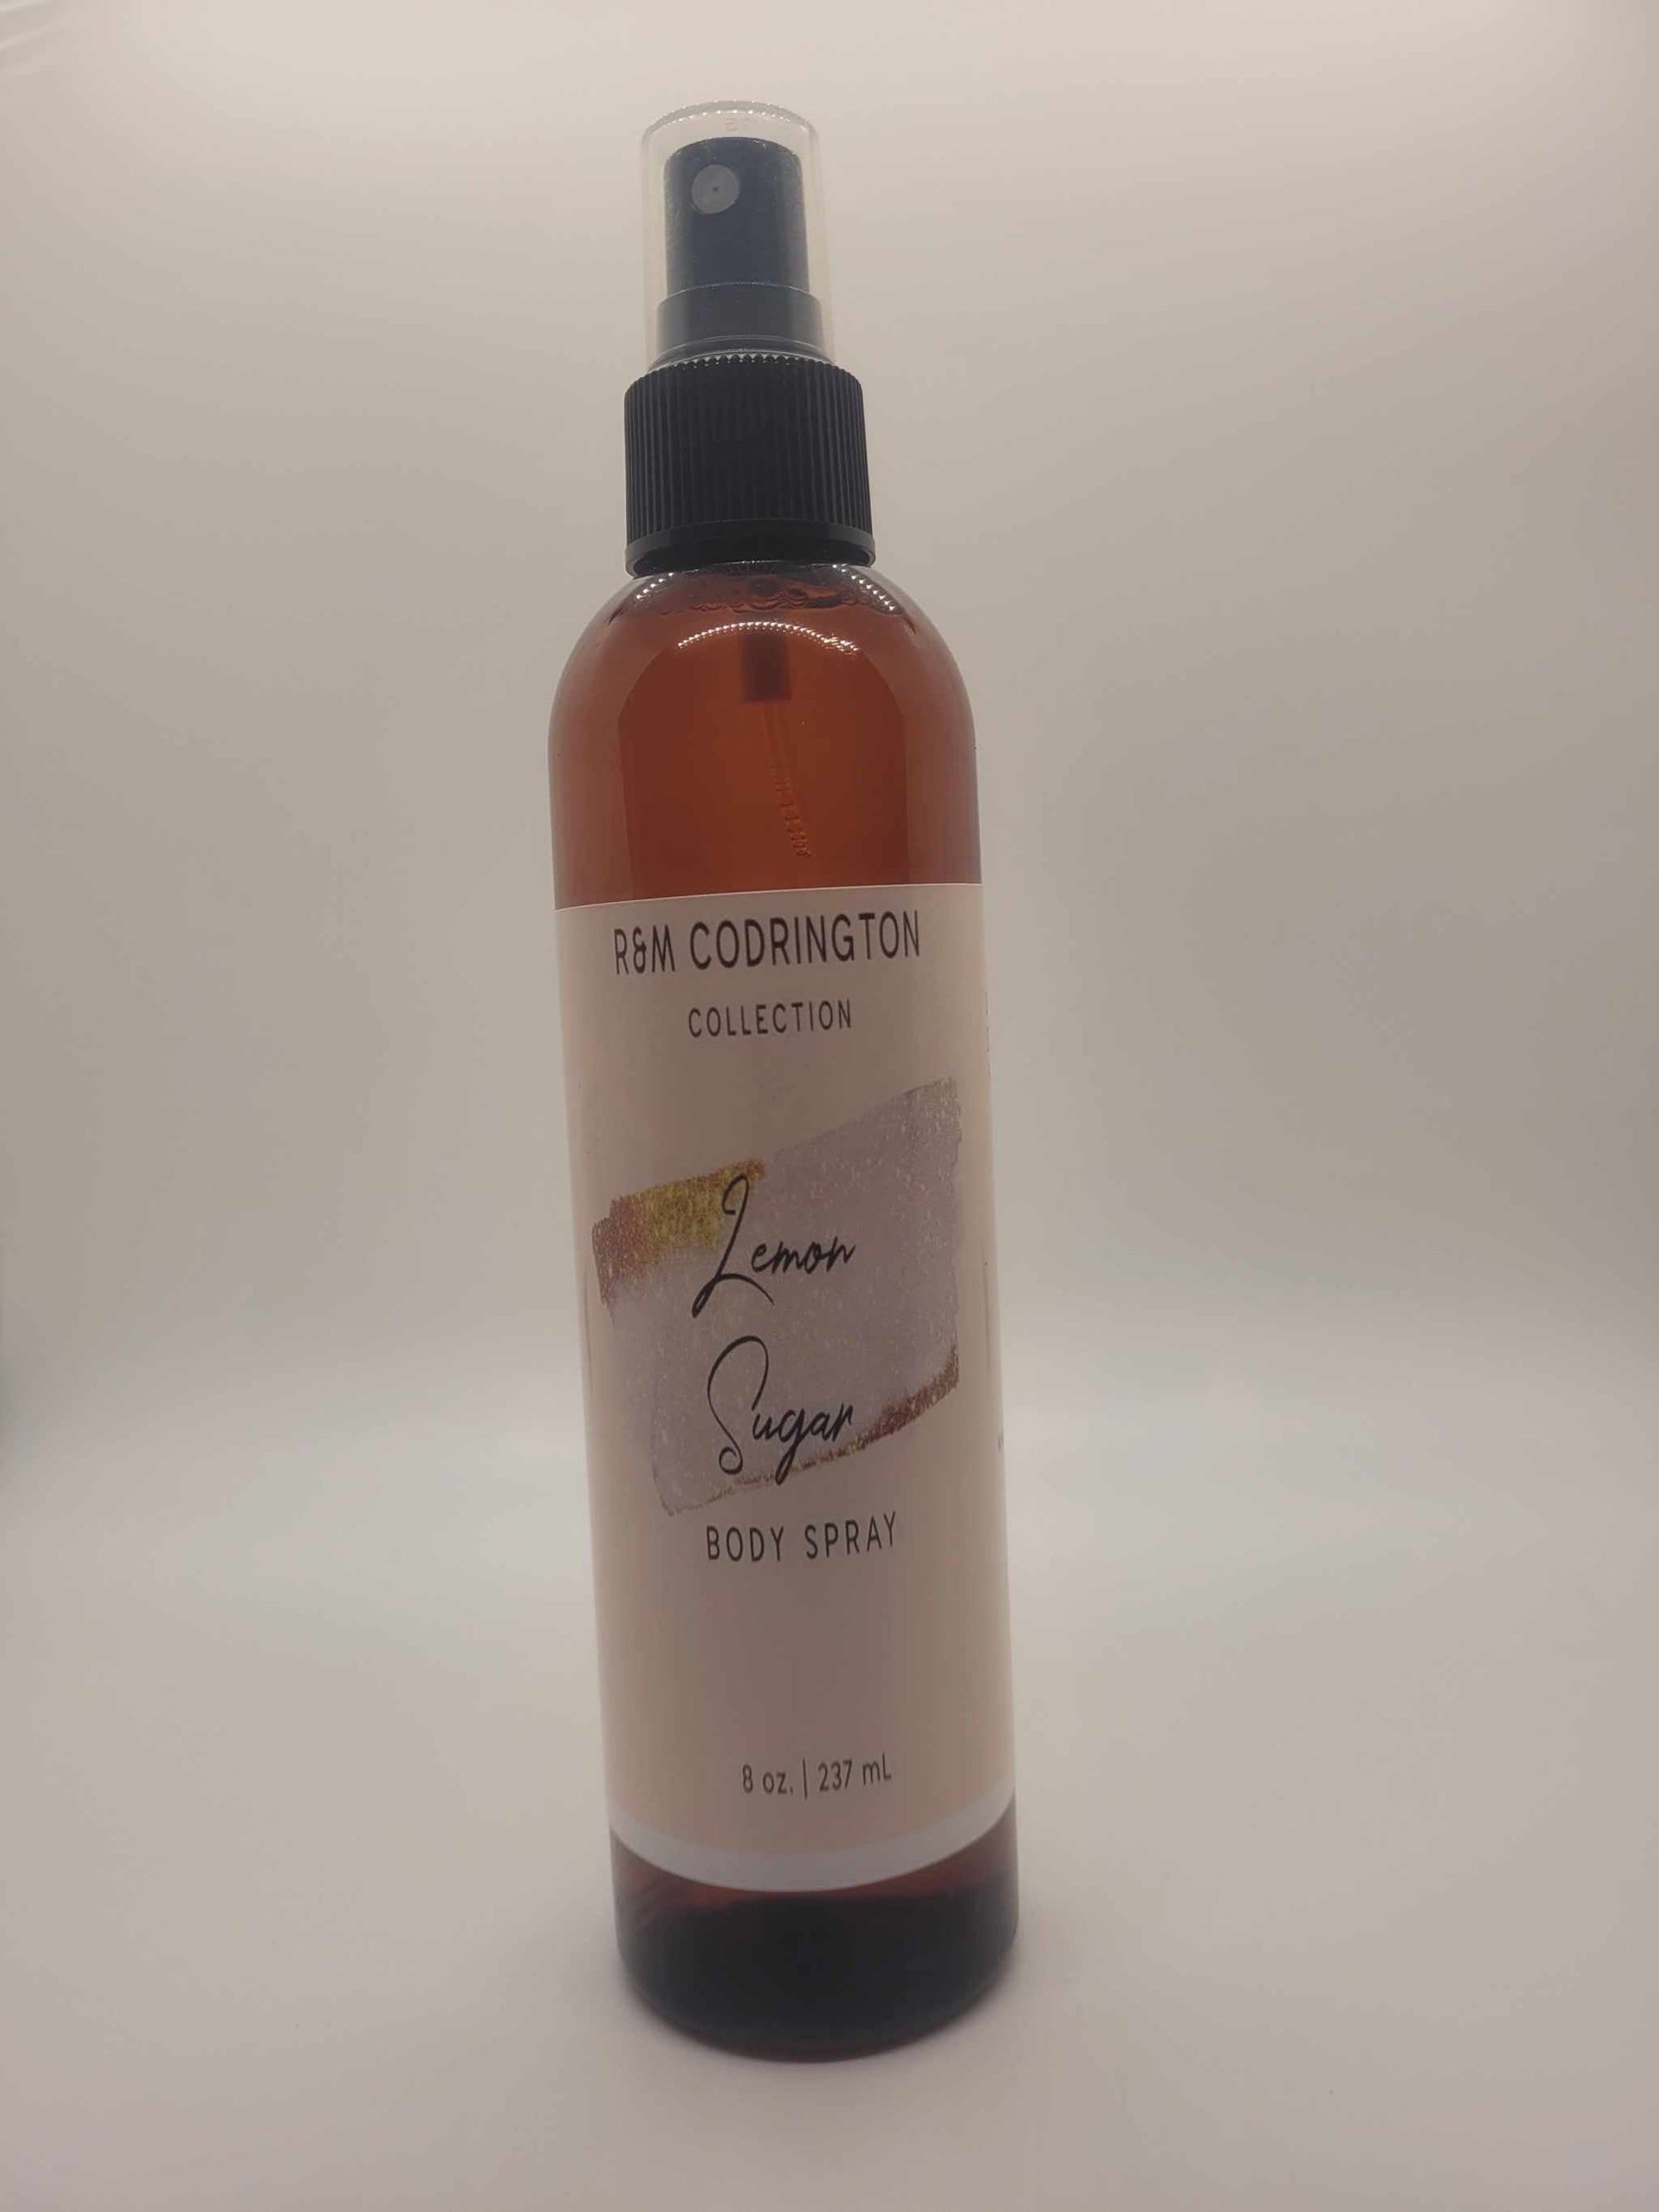 R&M CODRINGTON
COLLECTION
Lemon
Sugar
BODY SPRAY
8 oz. | 237 mL